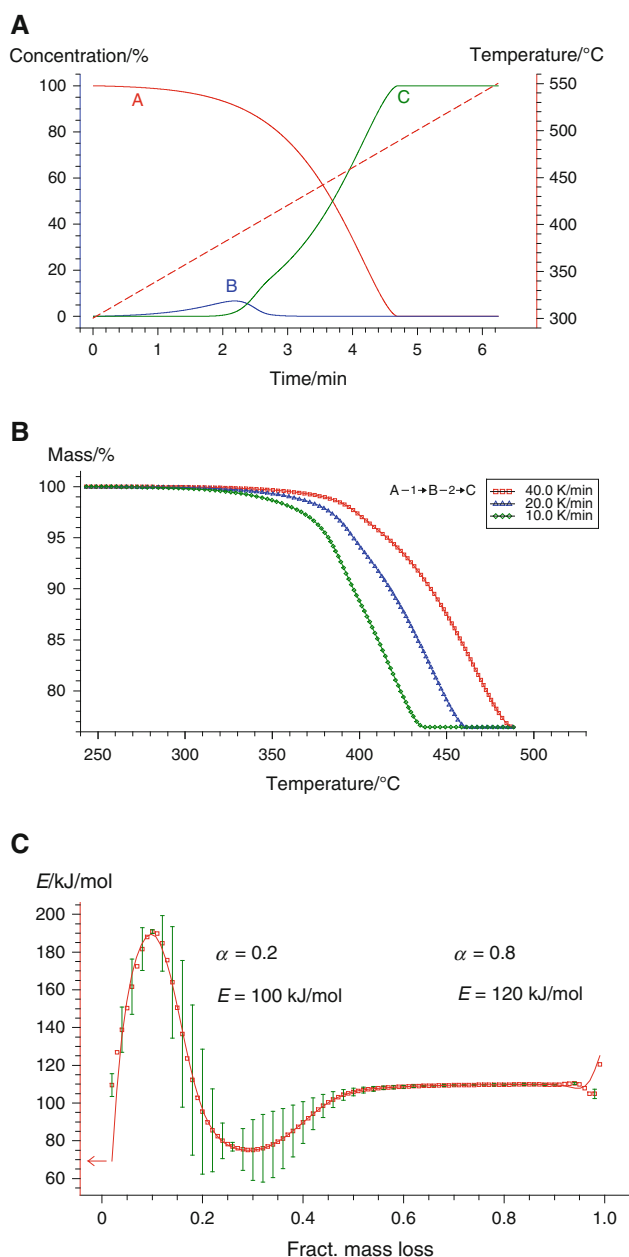 A
Concentration/%
Temperature/°C
100
80
60
40
20
0
550
500
450
400
350
300
A
B
C
0 1 2 3 4 5 6
Time/min
B
Mass/%
100
95
90
85
80
A–1→B–2→C
40.0 K/min
20.0 K/min
10.0 K/min
250 300 350 400 450 500
Temperature/°C
C
E/kJ/mol
200
180
160
140
120
100
80
60
α = 0.2
E = 100 kJ/mol
α = 0.8
E = 120 kJ/mol
0 0.2 0.4 0.6 0.8 1.0
Fract. mass loss